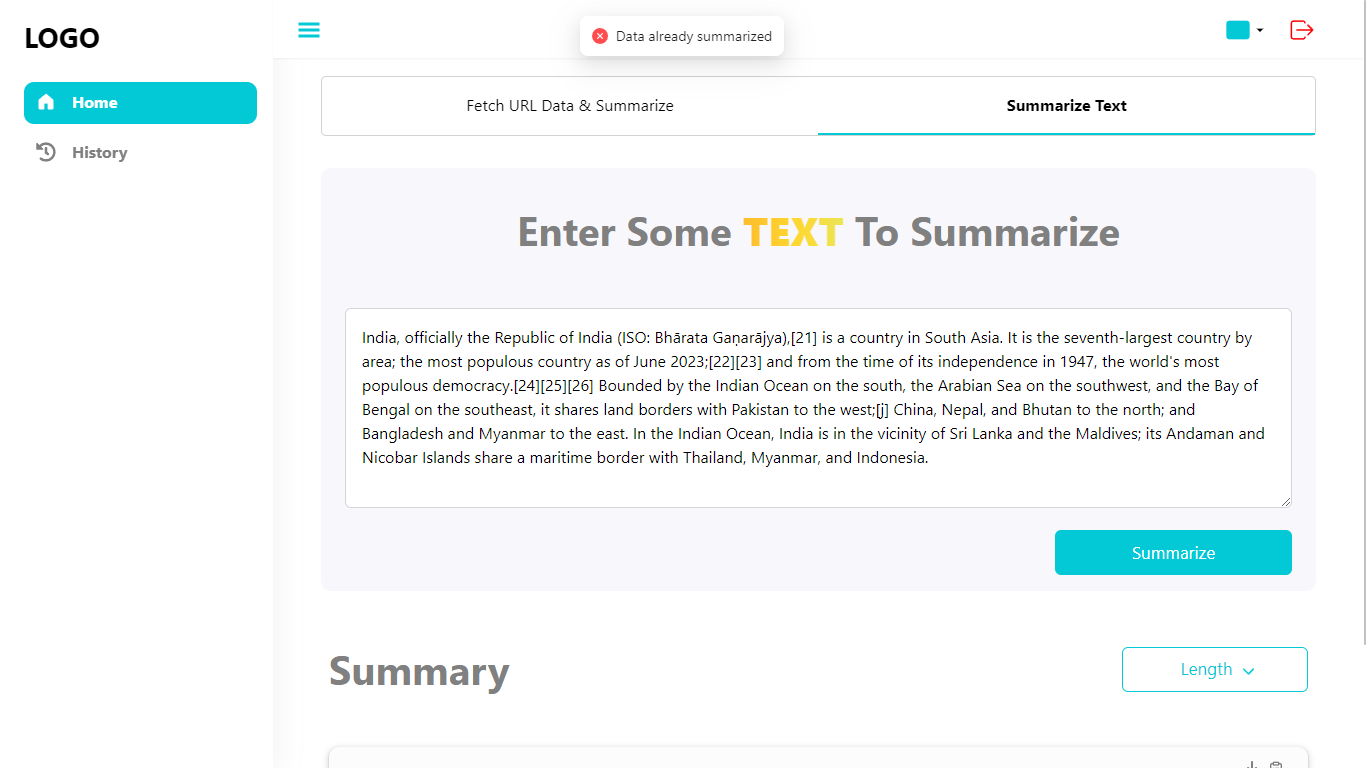 LOGO
Home
History
Data already summarized
Fetch URL Data & Summarize
Summarize Text
Enter Some TEXT To Summarize
India, officially the Republic of India (ISO: Bhārata Gaṇarājya),[21] is a country in South Asia. It is the seventh-largest country by
area; the most populous country as of June 2023;[22][23] and from the time of its independence in 1947, the world's most
populous democracy.[24][25][26] Bounded by the Indian Ocean on the south, the Arabian Sea on the southwest, and the Bay of
Bengal on the southeast, it shares land borders with Pakistan to the west;[j] China, Nepal, and Bhutan to the north; and
Bangladesh and Myanmar to the east. In the Indian Ocean, India is in the vicinity of Sri Lanka and the Maldives; its Andaman and
Nicobar Islands share a maritime border with Thailand, Myanmar, and Indonesia.
Summarize
Summary
Length